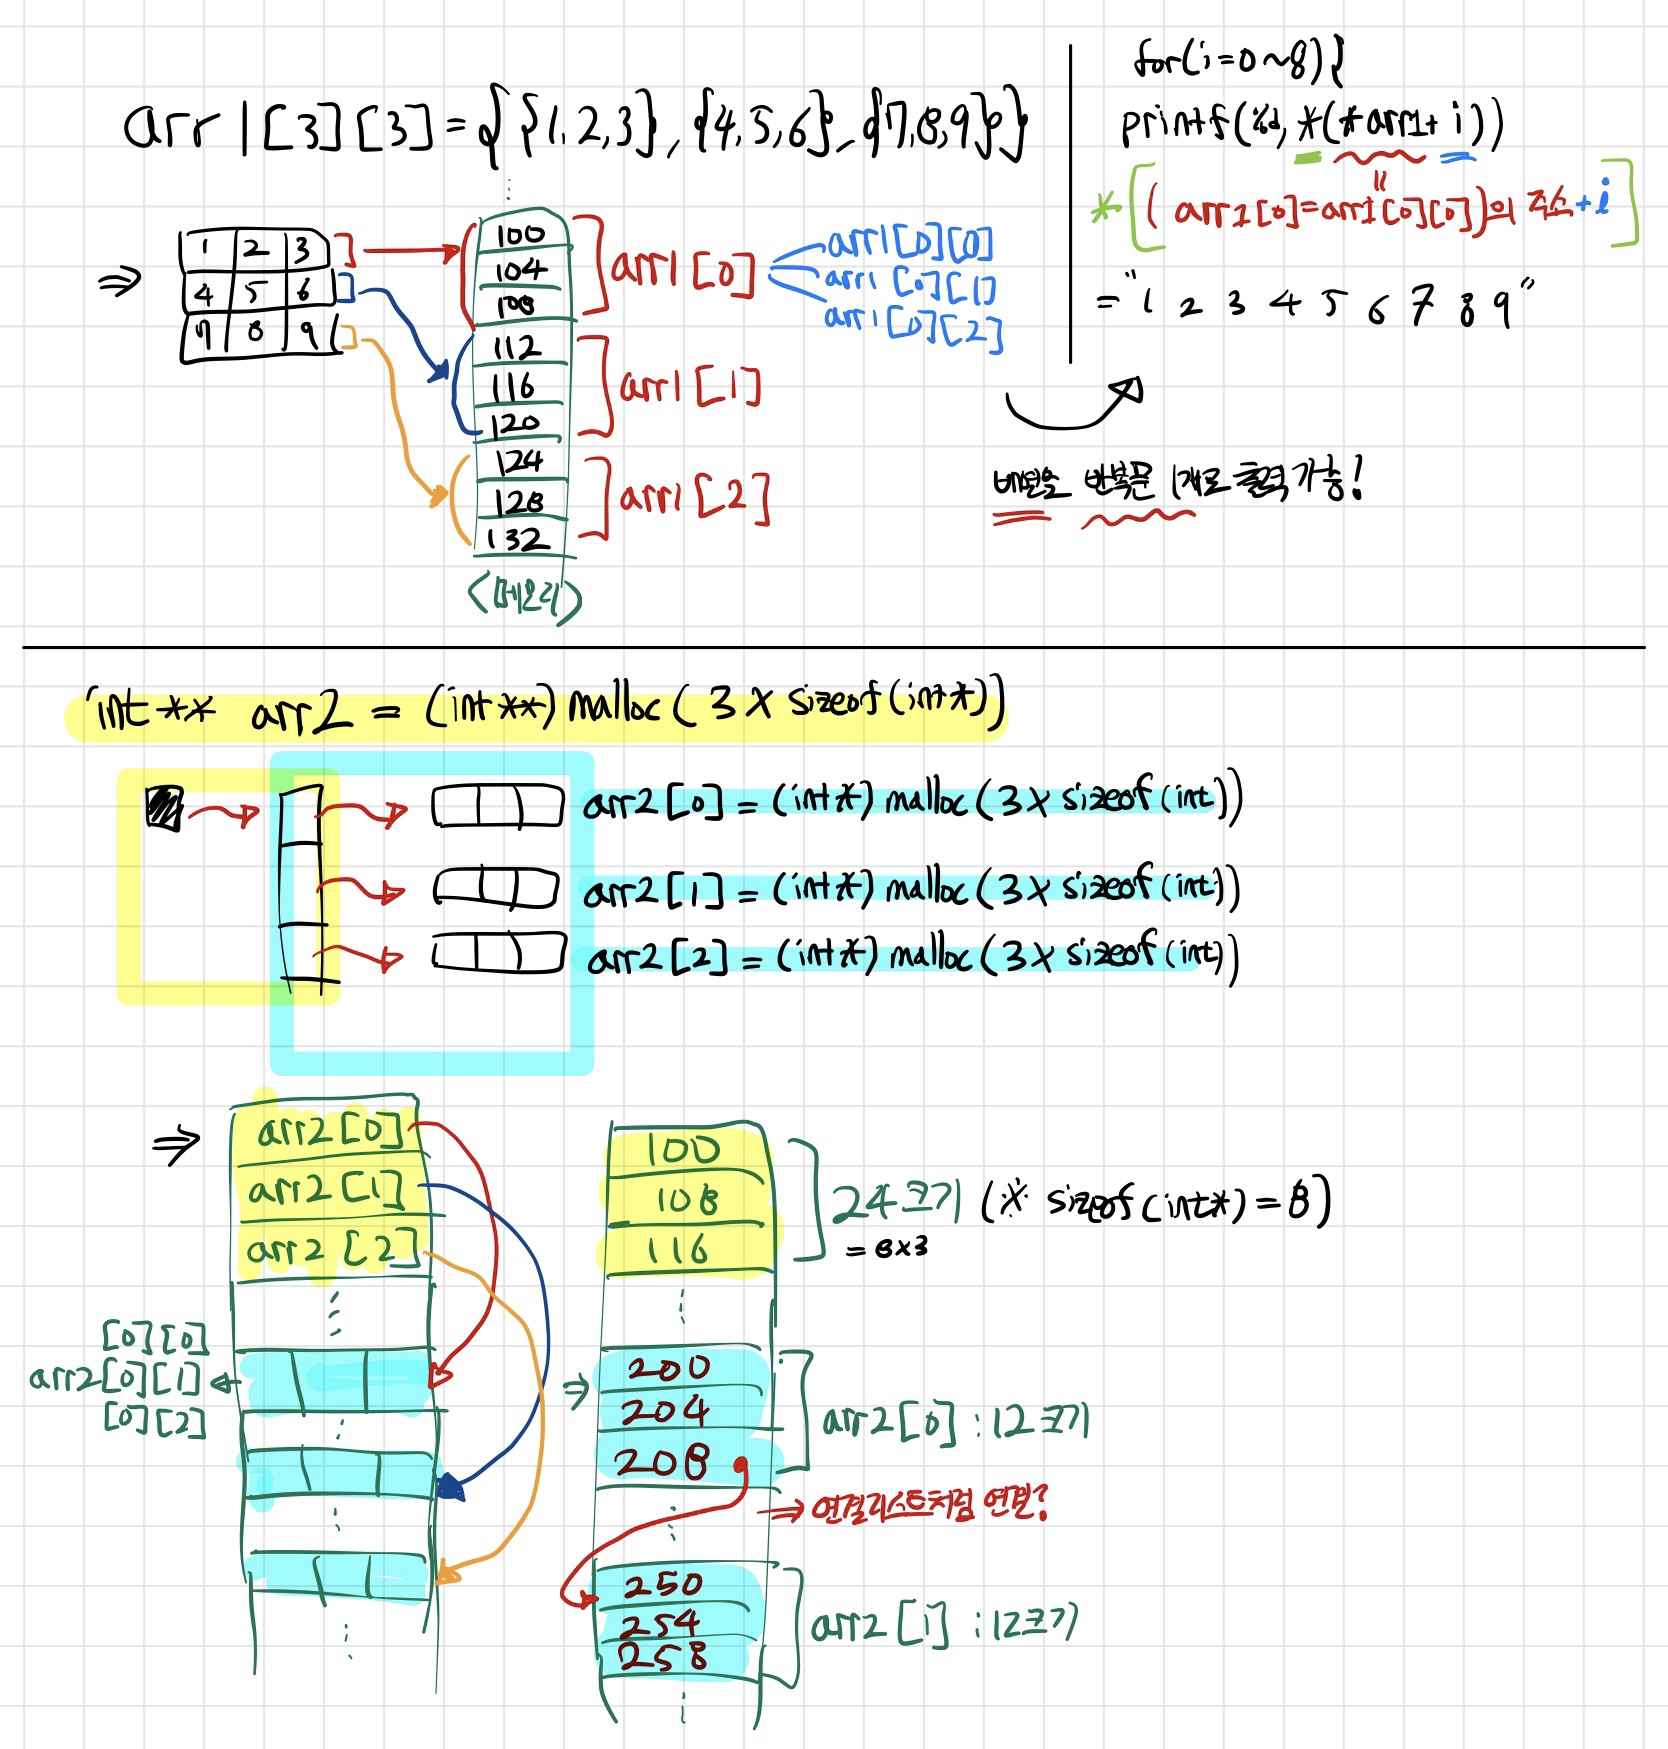 arr1[3][3] = { {1,2,3}, {4,5,6}, {7,8,9} }
⇒
1 2 3
4 5 6
7 8 9
100
104
108
112
116
120
124
128
132
<메모리>
arr1[0]
arr1[0][0]
arr1[0][1]
arr1[0][2]
arr1[1]
arr1[2]
for(i=0~8){
printf(%d, *(*arr1+i))
*[(arr1[0]=arr1[0][0])의 주소+i]
= "1 2 3 4 5 6 7 8 9"
배열을 반복문 1개로 출력 가능!
int** arr2 = (int**) malloc(3 X sizeof(int*))
arr2[0] = (int*) malloc(3 X sizeof(int))
arr2[1] = (int*) malloc(3 X sizeof(int))
arr2[2] = (int*) malloc(3 X sizeof(int))
⇒
arr2[0]
arr2[1]
arr2[2]
[0][0]
arr2[0][1]
[0][2]
100
108
116
24크기 (※ sizeof(int*) = 8)
= 8x3
⇒
200
204
208
arr2[0] : 12크기
⇒ 연결리스트처럼 연결?
250
254
258
arr2[1] : 12크기